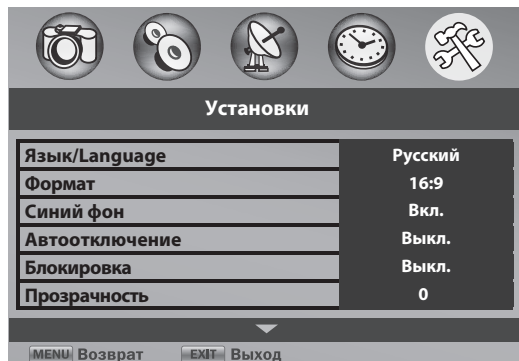 Установки
Язык/Language Русский
Формат 16:9
Синий фон Вкл.
Автоотключение Выкл.
Блокировка Выкл.
Прозрачность 0
MENU Возврат EXIT Выход